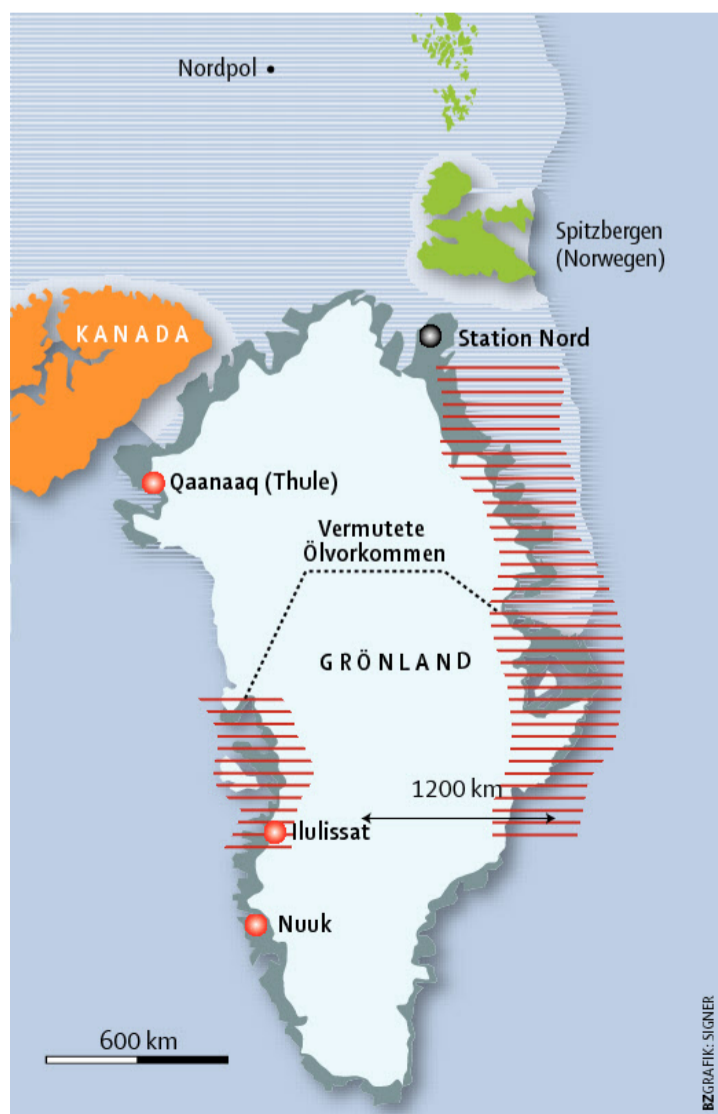 Nordpol
Spitzbergen
(Norwegen)
KANADA
Station Nord
Qaanaaq (Thule)
Vermutete
Ölvorkommen
GRÖNLAND
1200 km
Ilulissat
Nuuk
600 km
BZGRAFIK: SIGNER